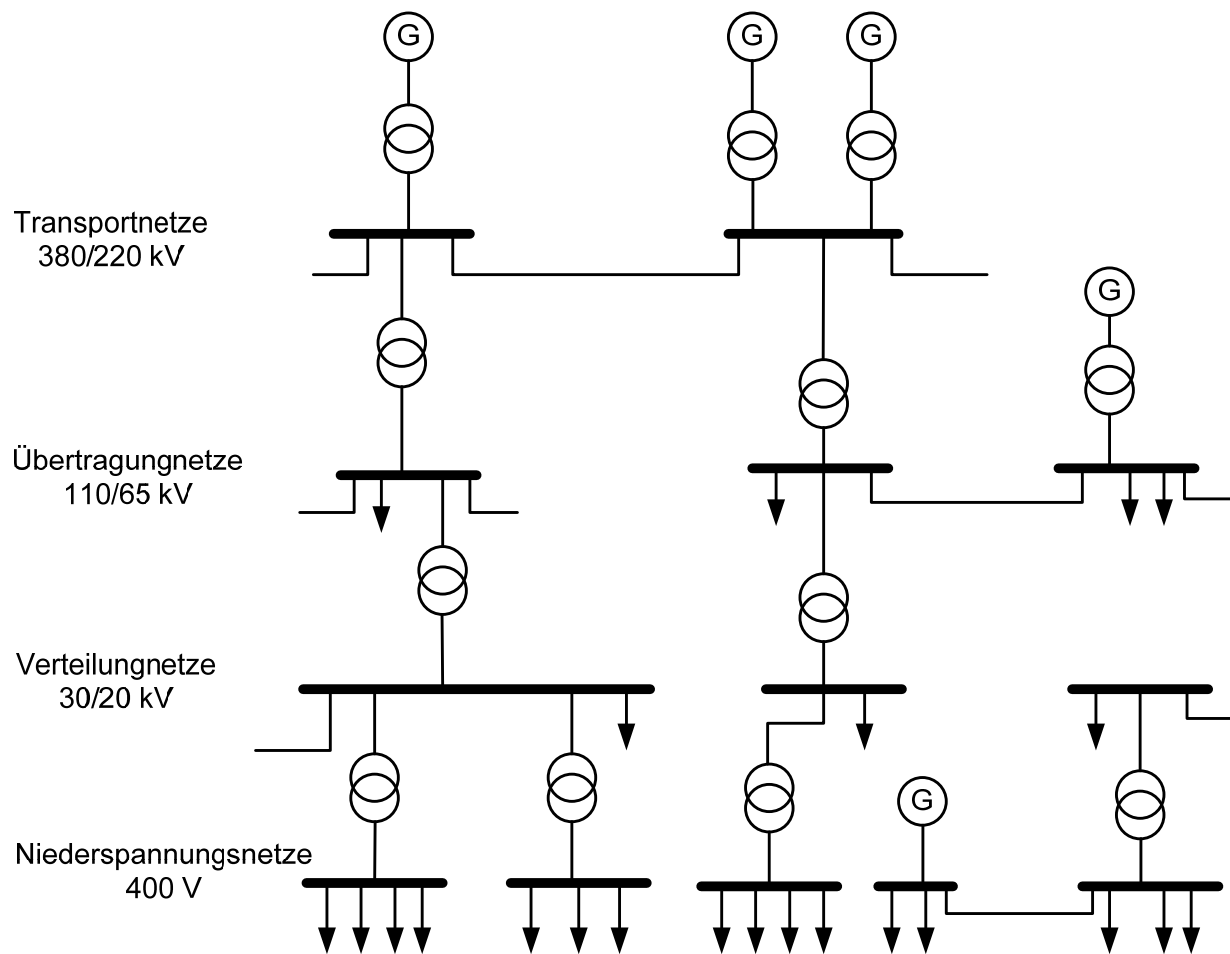 G
G
G
Transportnetze
380/220 kV
G
Übertragungnetze
110/65 kV
Verteilungnetze
30/20 kV
G
Niederspannungsnetze
400 V